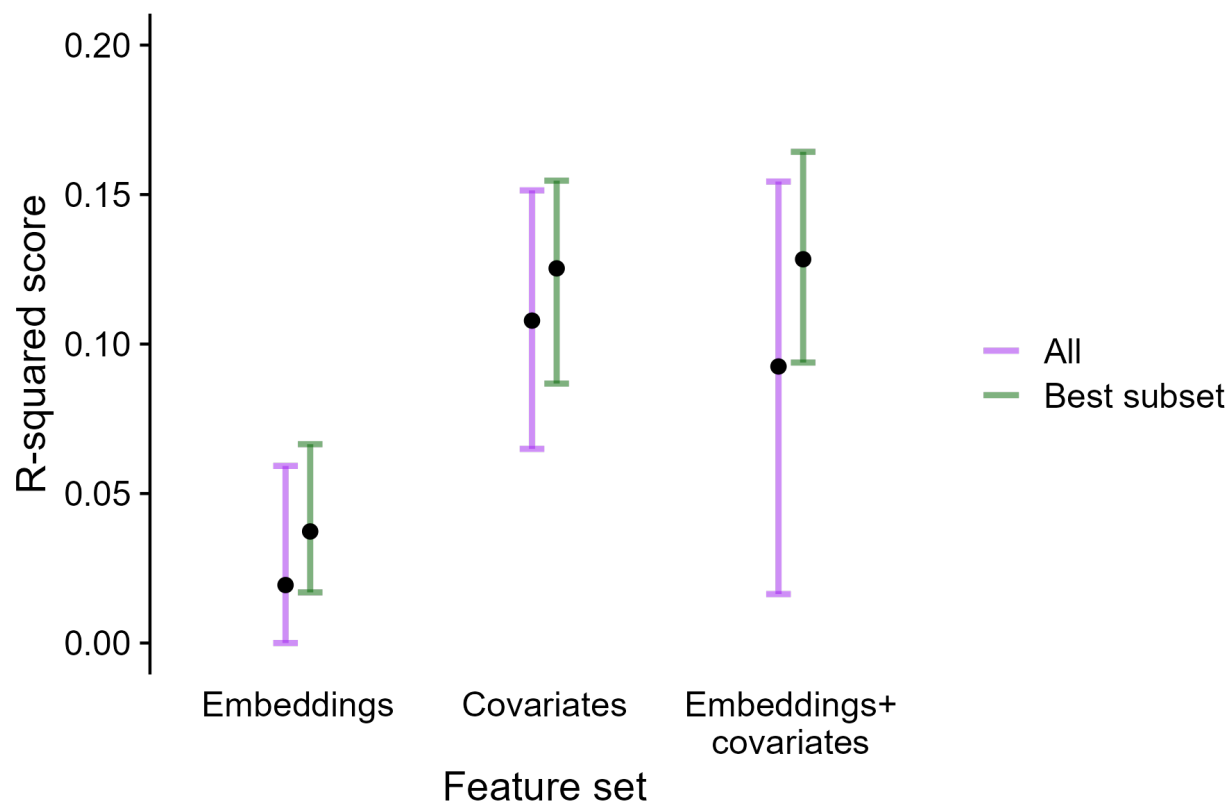 0.20
0.15
0.10
0.05
0.00
R-squared score
Embeddings
Covariates
Embeddings+
covariates
Feature set
All
Best subset